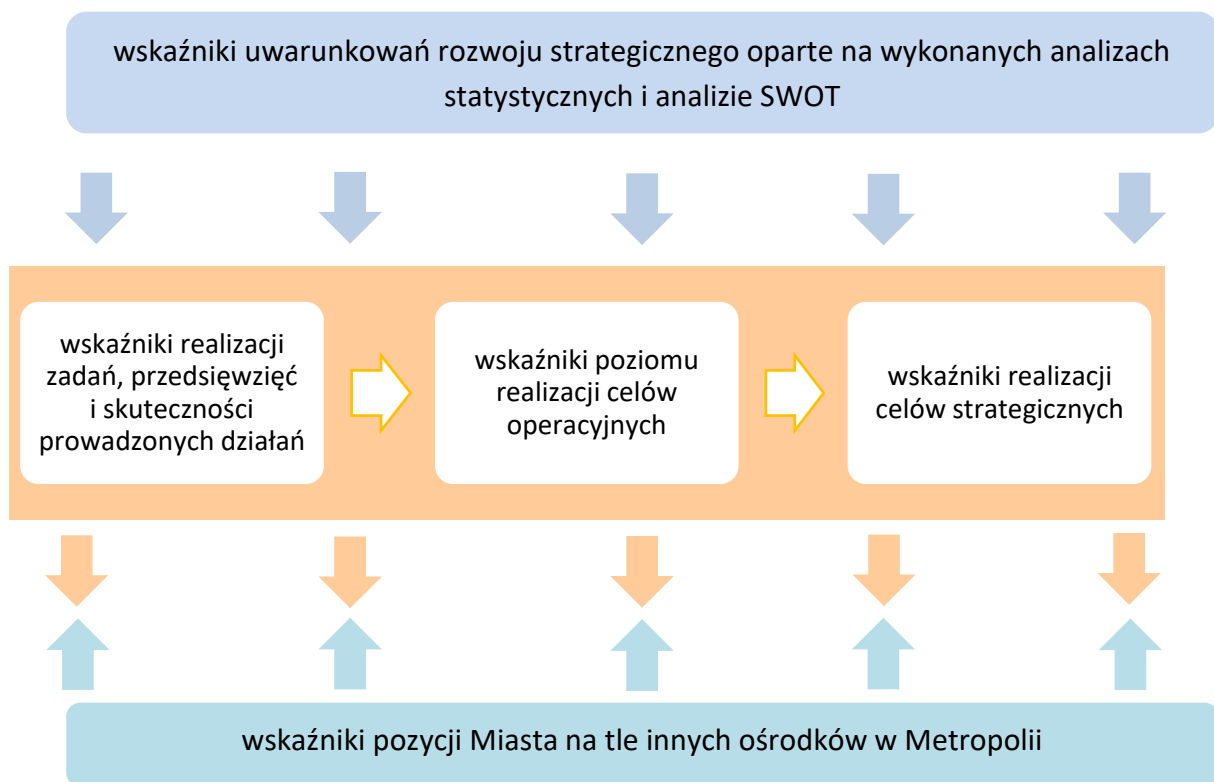 wskaźniki uwarunkowań rozwoju strategicznego oparte na wykonanych analizach
statystycznych i analizie SWOT
wskaźniki realizacji
zadań, przedsięwzięć
i skuteczności
prowadzonych działań
wskaźniki poziomu
realizacji celów
operacyjnych
wskaźniki realizacji
celów strategicznych
wskaźniki pozycji Miasta na tle innych ośrodków w Metropolii